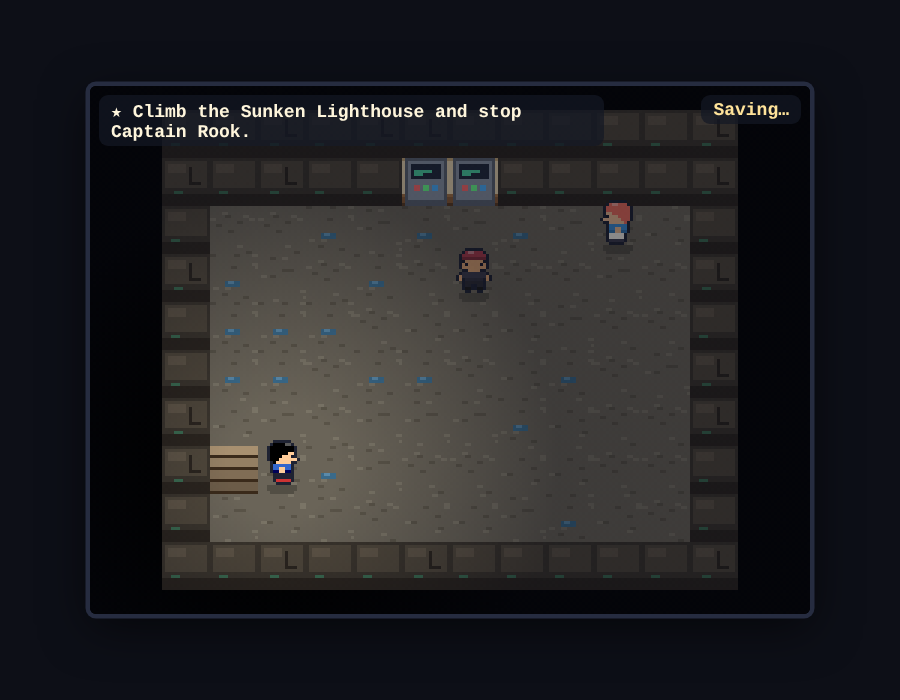 ★ Climb the Sunken Lighthouse and stop
Captain Rook.
Saving…